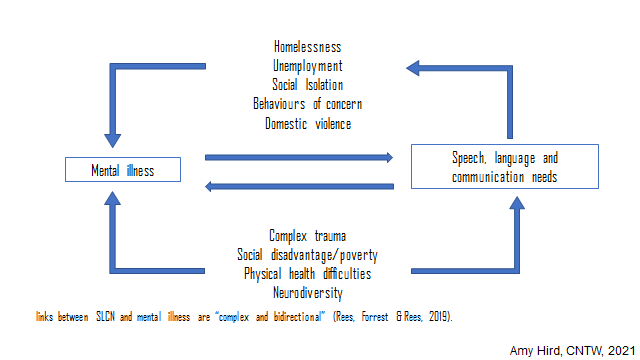 Homelessness
Unemployment
Social Isolation
Behaviours of concern
Domestic violence
Mental illness
Speech, language and
communication needs
Complex trauma
Social disadvantage/poverty
Physical health difficulties
Neurodiversity
links between SLCN and mental illness are “complex and bidirectional” (Rees, Forrest & Rees, 2019).
Amy Hird, CNTW, 2021